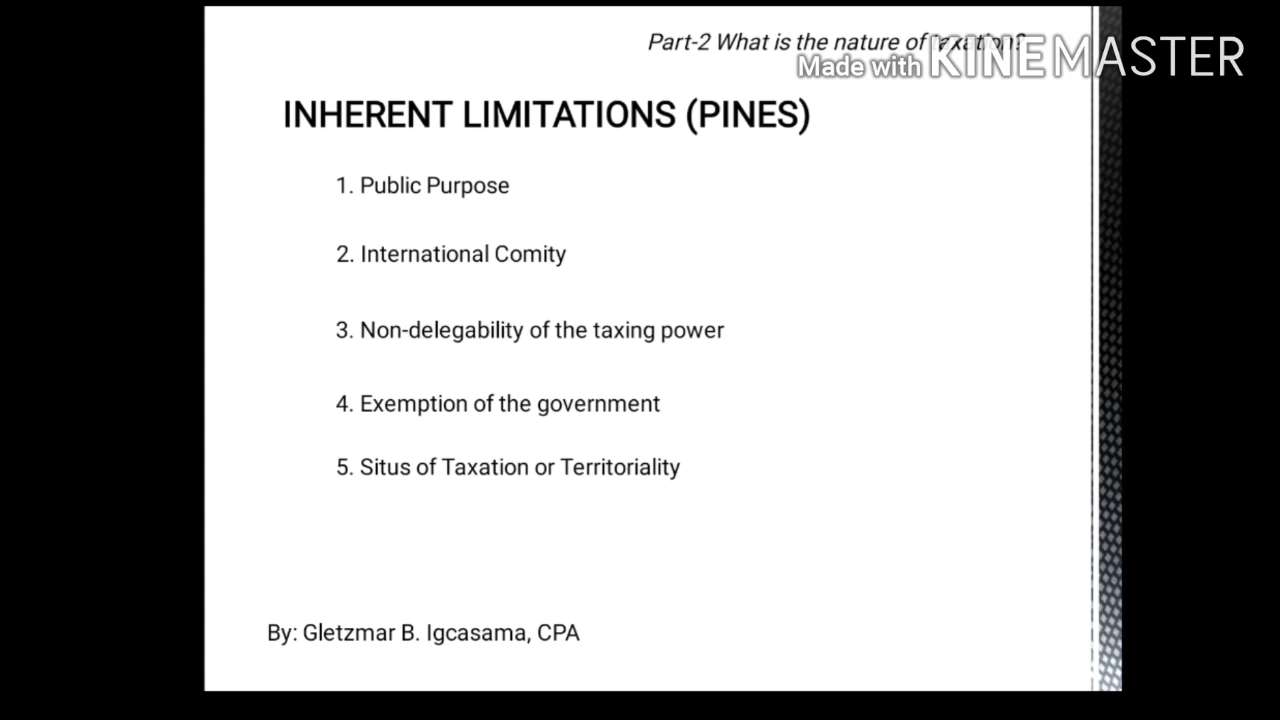 Part-2 What is the nature of taxation?
Made with KINEMASTER
INHERENT LIMITATIONS (PINES)
1. Public Purpose
2. International Comity
3. Non-delegability of the taxing power
4. Exemption of the government
5. Situs of Taxation or Territoriality
By: Gletzmar B. Igcasama, CPA